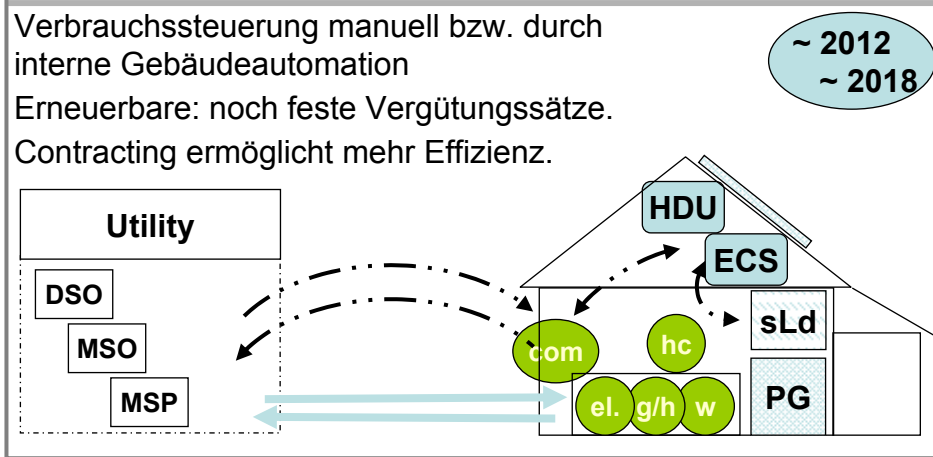 Verbrauchssteuerung manuell bzw. durch
interne Gebäudeautomation
Erneuerbare: noch feste Vergütungssätze.
Contracting ermöglicht mehr Effizienz.
~ 2012
~ 2018
Utility
DSO
MSO
MSP
HDU
ECS
sLd
com
hc
el.
g/h
w
PG